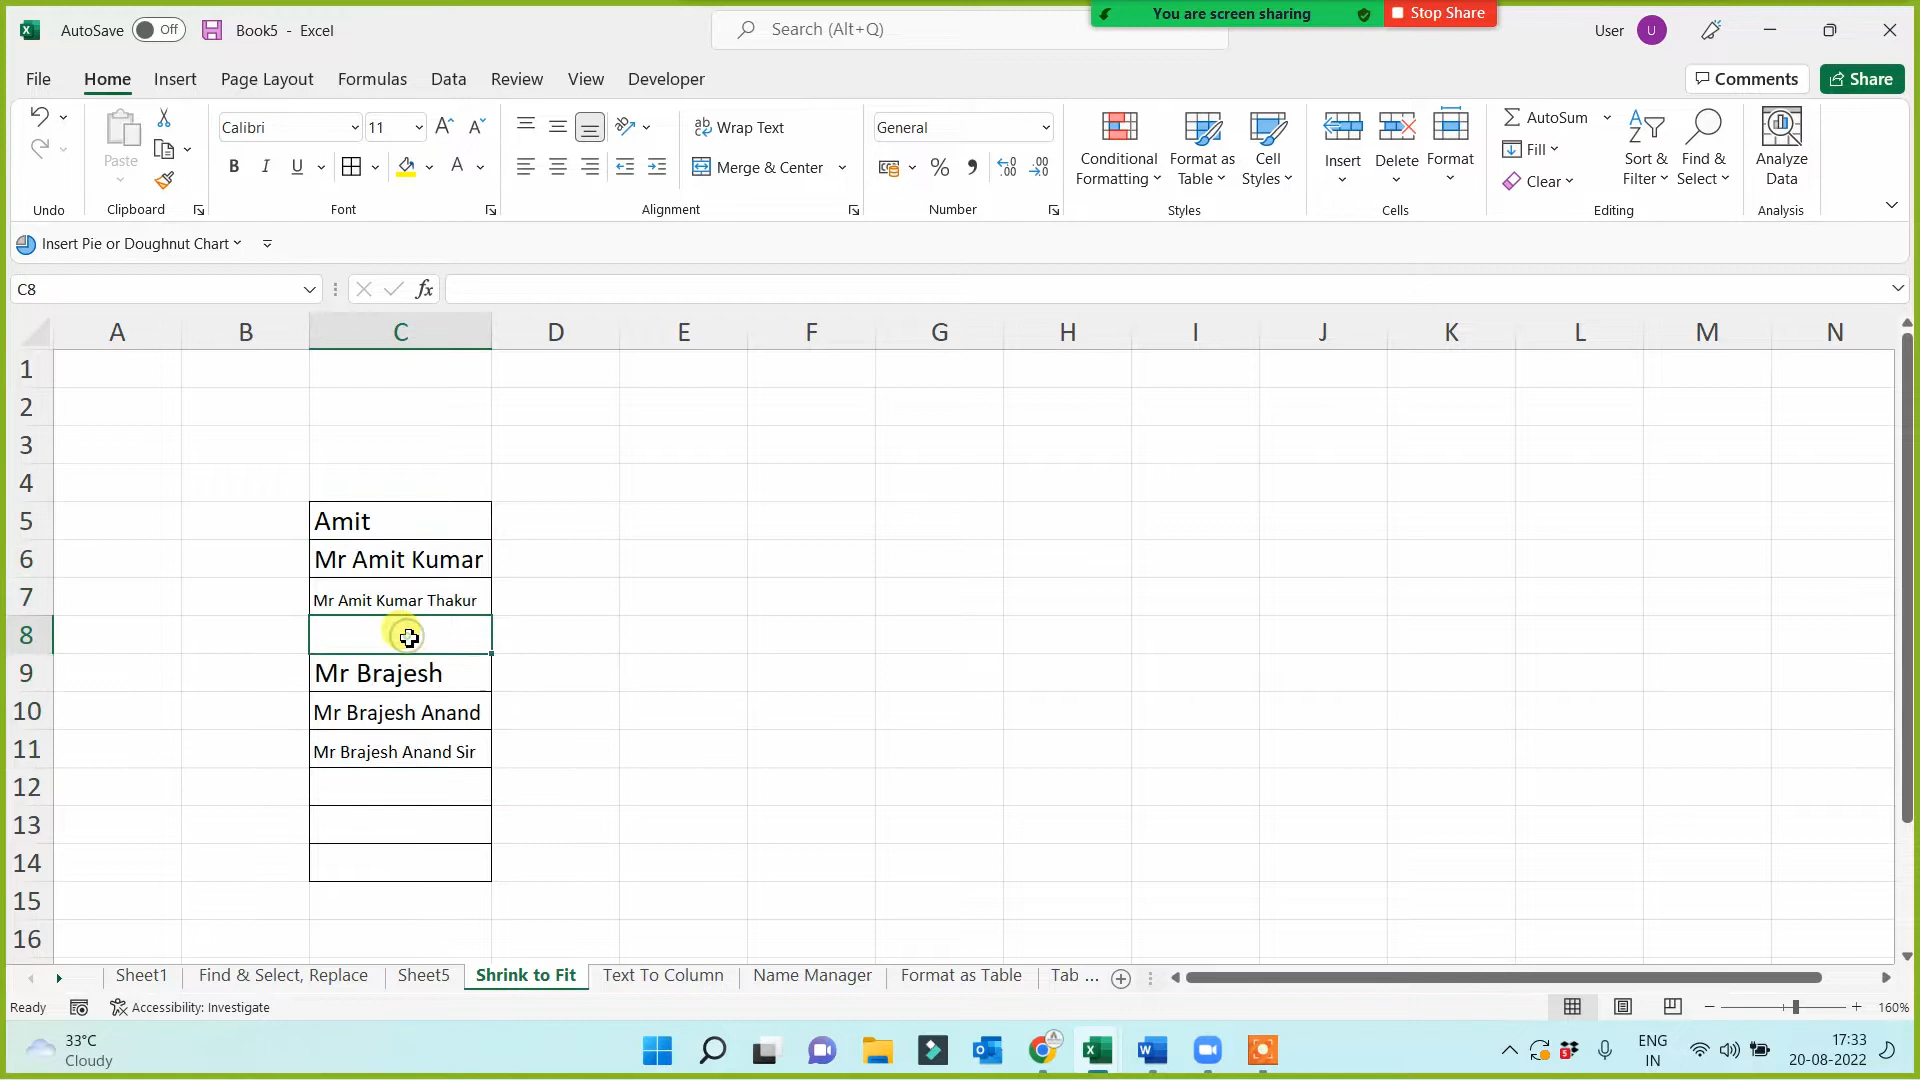 You are screen sharing
Stop Share
AutoSave
Off
Book5 - Excel
Search (Alt+Q)
User
U
File
Home
Insert
Page Layout
Formulas
Data
Review
View
Developer
Comments
Share
Paste
Calibri
11
Wrap Text
Merge & Center
General
Conditional Formatting
Format as Table
Cell Styles
Insert
Delete
Format
AutoSum
Fill
Clear
Sort & Filter
Find & Select
Analyze Data
Undo
Clipboard
Font
Alignment
Number
Styles
Cells
Editing
Analysis
Insert Pie or Doughnut Chart
C8
fx
A B C D E F G H I J K L M N
1
2
3
4
5 Amit
6 Mr Amit Kumar
7 Mr Amit Kumar Thakur
8
9 Mr Brajesh
10 Mr Brajesh Anand
11 Mr Brajesh Anand Sir
12
13
14
15
16
Sheet1
Find & Select, Replace
Sheet5
Shrink to Fit
Text To Column
Name Manager
Format as Table
Tab ...
Ready
Accessibility: Investigate
160%
33°C
Cloudy
ENG
IN
17:33
20-08-2022